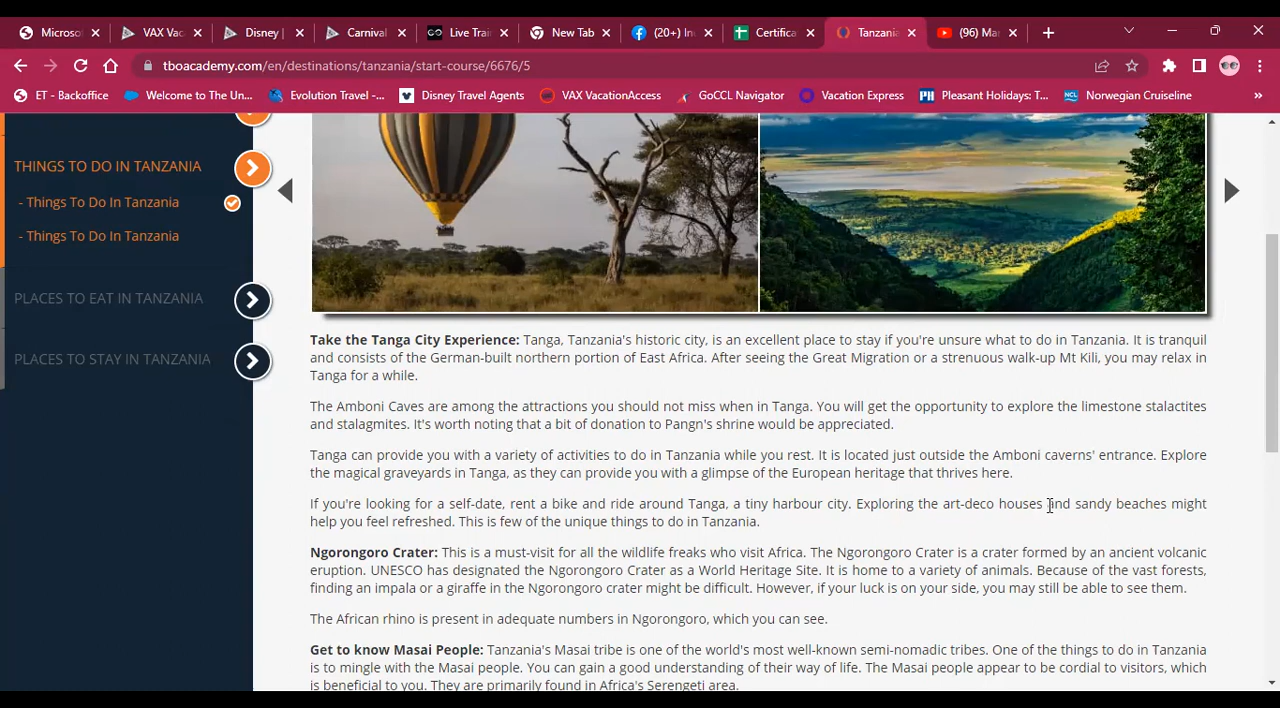 Microso
VAX Vac
Disney |
Carnival
Live Trai
New Tab
(20+) In
Certifica
Tanzania
(96) Ma
tboacademy.com/en/destinations/tanzania/start-course/6676/5
ET - Backoffice
Welcome to The Un...
Evolution Travel -...
Disney Travel Agents
VAX VacationAccess
GoCCL Navigator
Vacation Express
Pleasant Holidays: T...
Norwegian Cruiseline
THINGS TO DO IN TANZANIA
- Things To Do In Tanzania
- Things To Do In Tanzania
PLACES TO EAT IN TANZANIA
PLACES TO STAY IN TANZANIA
Take the Tanga City Experience: Tanga, Tanzania's historic city, is an excellent place to stay if you're unsure what to do in Tanzania. It is tranquil
and consists of the German-built northern portion of East Africa. After seeing the Great Migration or a strenuous walk-up Mt Kili, you may relax in
Tanga for a while.
The Amboni Caves are among the attractions you should not miss when in Tanga. You will get the opportunity to explore the limestone stalactites
and stalagmites. It's worth noting that a bit of donation to Pangn's shrine would be appreciated.
Tanga can provide you with a variety of activities to do in Tanzania while you rest. It is located just outside the Amboni caverns' entrance. Explore
the magical graveyards in Tanga, as they can provide you with a glimpse of the European heritage that thrives here.
If you're looking for a self-date, rent a bike and ride around Tanga, a tiny harbour city. Exploring the art-deco houses and sandy beaches might
help you feel refreshed. This is few of the unique things to do in Tanzania.
Ngorongoro Crater: This is a must-visit for all the wildlife freaks who visit Africa. The Ngorongoro Crater is a crater formed by an ancient volcanic
eruption. UNESCO has designated the Ngorongoro Crater as a World Heritage Site. It is home to a variety of animals. Because of the vast forests,
finding an impala or a giraffe in the Ngorongoro crater might be difficult. However, if your luck is on your side, you may still be able to see them.
The African rhino is present in adequate numbers in Ngorongoro, which you can see.
Get to know Masai People: Tanzania's Masai tribe is one of the world's most well-known semi-nomadic tribes. One of the things to do in Tanzania
is to mingle with the Masai people. You can gain a good understanding of their way of life. The Masai people appear to be cordial to visitors, which
is beneficial to you. They are primarily found in Africa's Serengeti area.